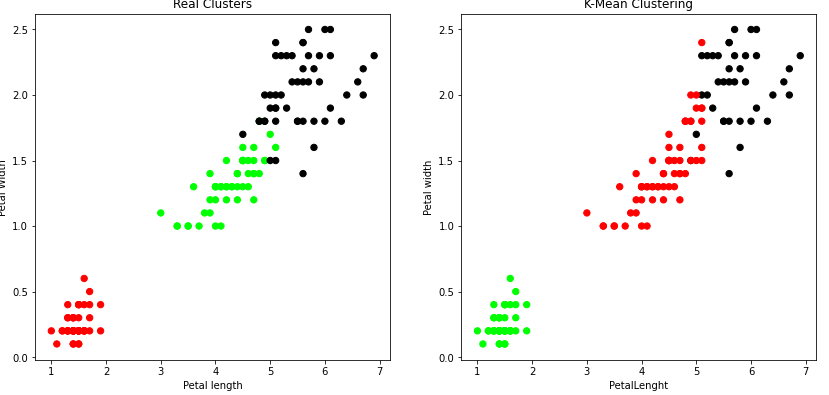 Real Clusters
2.5
2.0
1.5
1.0
0.5
0.0
Petal Width
1 2 3 4 5 6 7
Petal length
K-Mean Clustering
2.5
2.0
1.5
1.0
0.5
0.0
Petal width
1 2 3 4 5 6 7
PetalLenght